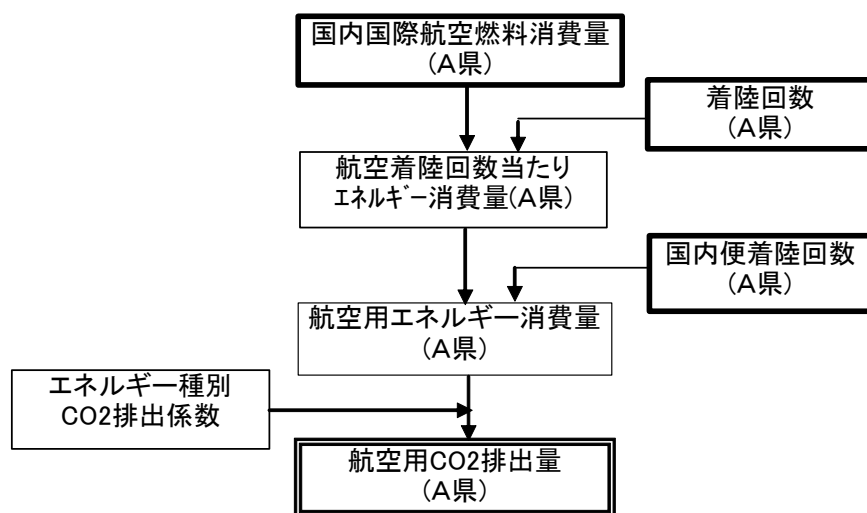 国内国際航空燃料消費量
(A県)
着陸回数
(A県)
航空着陸回数当たり
ｴﾈﾙｷﾞｰ消費量(A県)
国内便着陸回数
(A県)
航空用エネルギー消費量
(A県)
エネルギー種別
CO2排出係数
航空用CO2排出量
(A県)